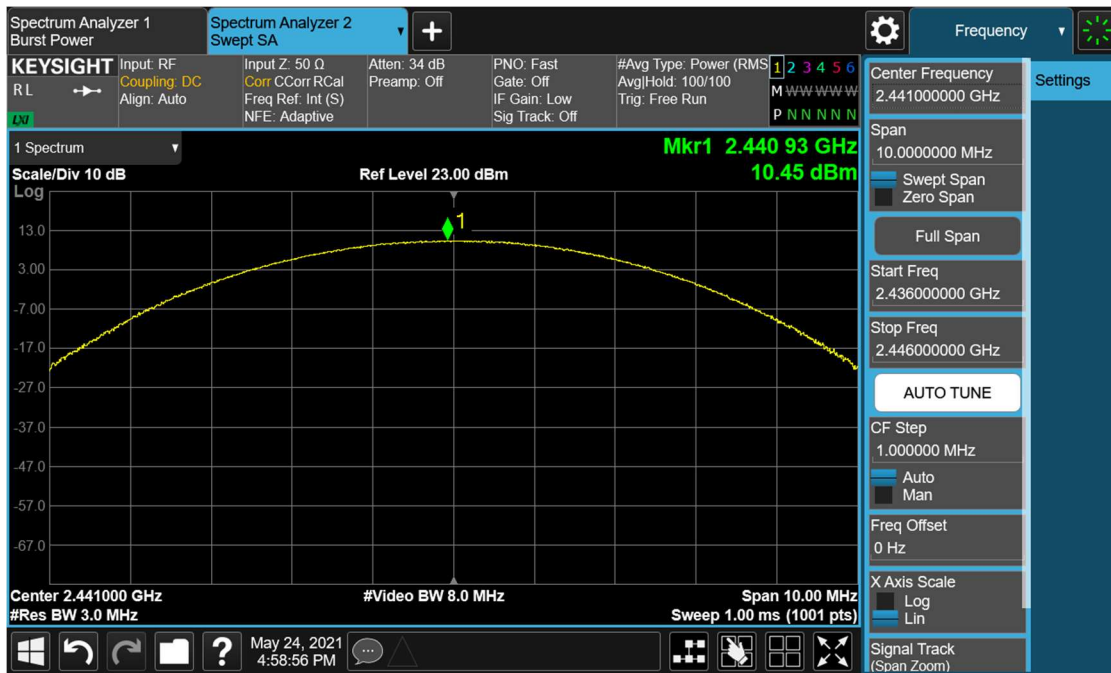 Spectrum Analyzer 1
Burst Power
Spectrum Analyzer 2
Swept SA
Frequency
KEYSIGHT
R L
LXI
Input: RF
Coupling: DC
Align: Auto
Input Z: 50 Ω
Corr CCorr RCal
Freq Ref: Int (S)
NFE: Adaptive
Atten: 34 dB
Preamp: Off
PNO: Fast
Gate: Off
IF Gain: Low
Sig Track: Off
#Avg Type: Power (RMS
Avg|Hold: 100/100
Trig: Free Run
1 2 3 4 5 6
M W W W W W
P N N N N N
1 Spectrum
Mkr1 2.440 93 GHz
Scale/Div 10 dB
Ref Level 23.00 dBm
10.45 dBm
Log
1
13.0
3.00
-7.00
-17.0
-27.0
-37.0
-47.0
-57.0
-67.0
Center 2.441000 GHz
#Video BW 8.0 MHz
Span 10.00 MHz
#Res BW 3.0 MHz
Sweep 1.00 ms (1001 pts)
Center Frequency
2.441000000 GHz
Settings
Span
10.0000000 MHz
Swept Span
Zero Span
Full Span
Start Freq
2.436000000 GHz
Stop Freq
2.446000000 GHz
AUTO TUNE
CF Step
1.000000 MHz
Auto
Man
Freq Offset
0 Hz
X Axis Scale
Log
Lin
Signal Track
(Span Zoom)
?
May 24, 2021
4:58:56 PM